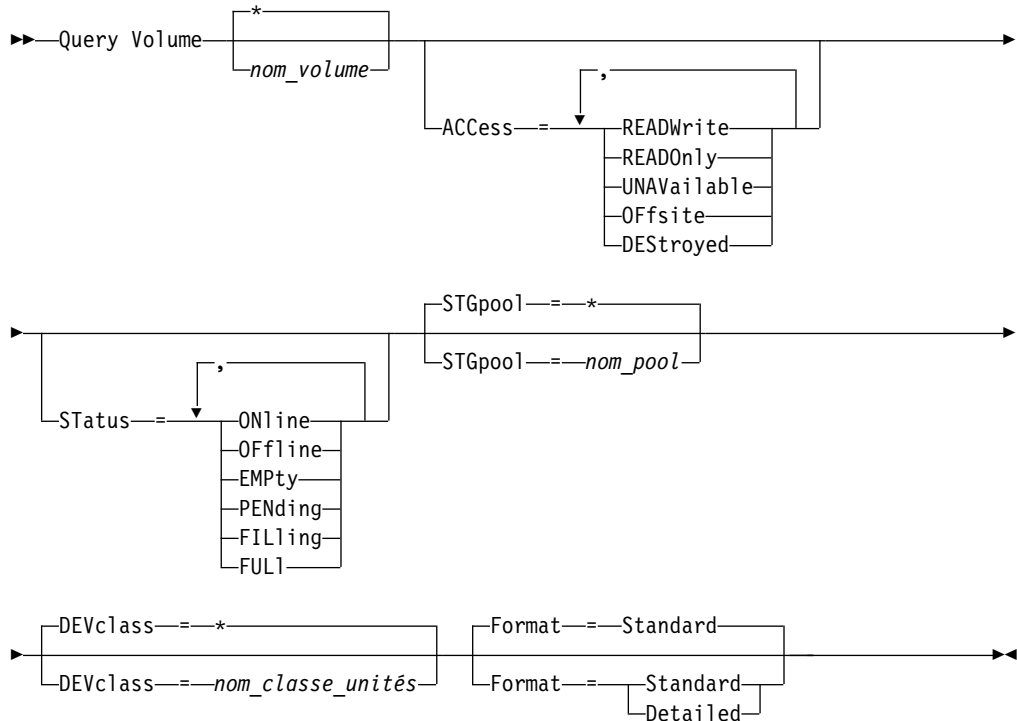 *
Query Volume
nom_volume
,
ACCess = READWrite
READOnly
UNAVailable
OFfsite
DEStroyed
STGpool = *
STGpool = nom_pool
,
STatus = ONline
OFfline
EMPty
PENding
FILling
FULl
DEVclass = *
DEVclass = nom_classe_unités
Format = Standard
Format = Standard
Detailed